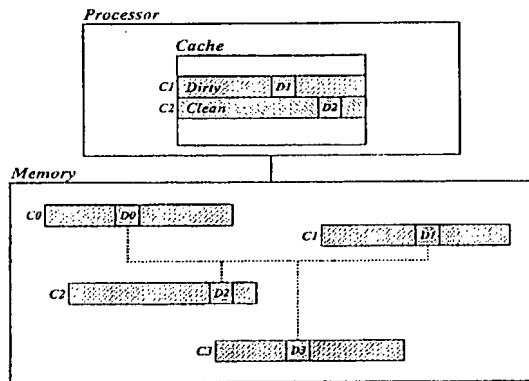 Processor
Cache
C1 Dirty D1
C2 Clean D2
Memory
C0 D0
C1 D1
C2 D2
C3 D3